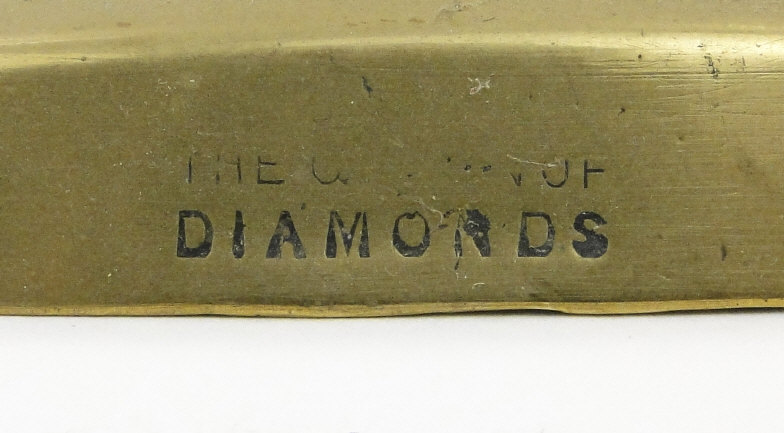 THE OF
DIAMONDS